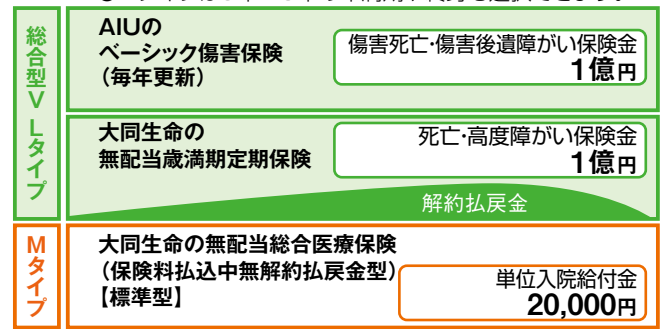 総合型V Lタイプ
AIUの
ベーシック傷害保険
（毎年更新）
傷害死亡・傷害後遺障がい保険金
1億円
大同生命の
無配当歳満期定期保険
死亡・高度障がい保険金
1億円
解約払戻金
Mタイプ
大同生命の無配当総合医療保険
（保険料払込中無解約払戻金型）
【標準型】
単位入院給付金
20,000円